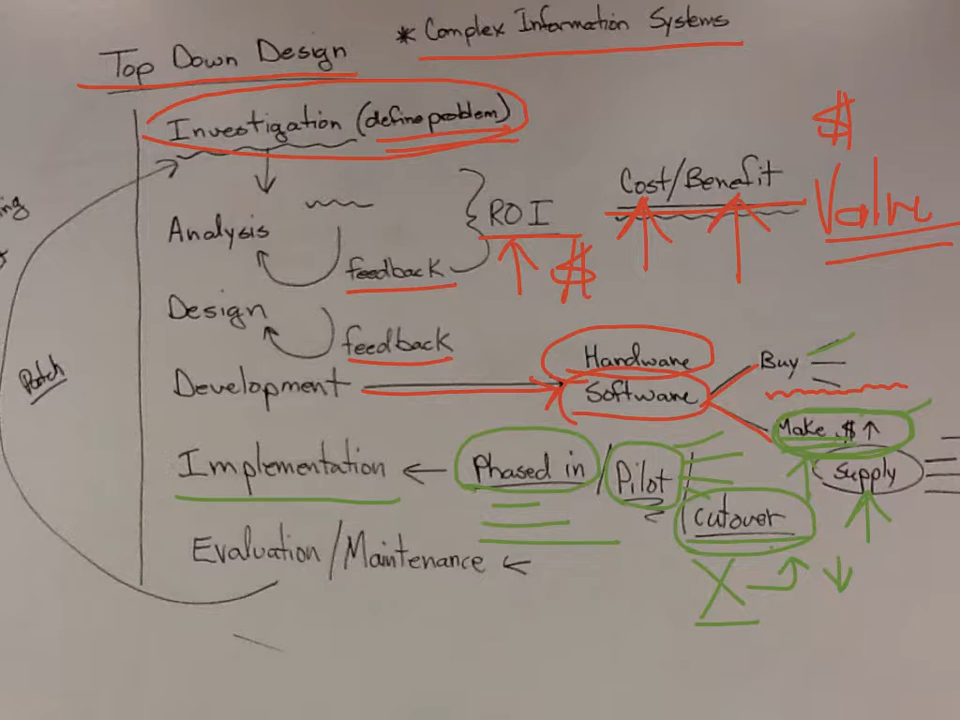 Top Down Design * Complex Information Systems
Investigation (define problem)
Analysis
feedback
ROI
$
Cost/Benefit
$
Value
Design
feedback
Development
Hardware
Software
Buy
Make $ ↑
Supply
Implementation ← Phased in / Pilot
Cutover
X
Evaluation/Maintenance ←
Patch